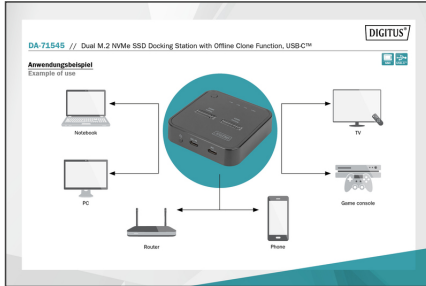 DIGITUS®
DA-71545 // Dual M.2 NVMe SSD Docking Station with Offline Clone Function, USB-C™
Anwendungsbeispiel
Example of use
Notebook
TV
PC
Game console
Router
Phone